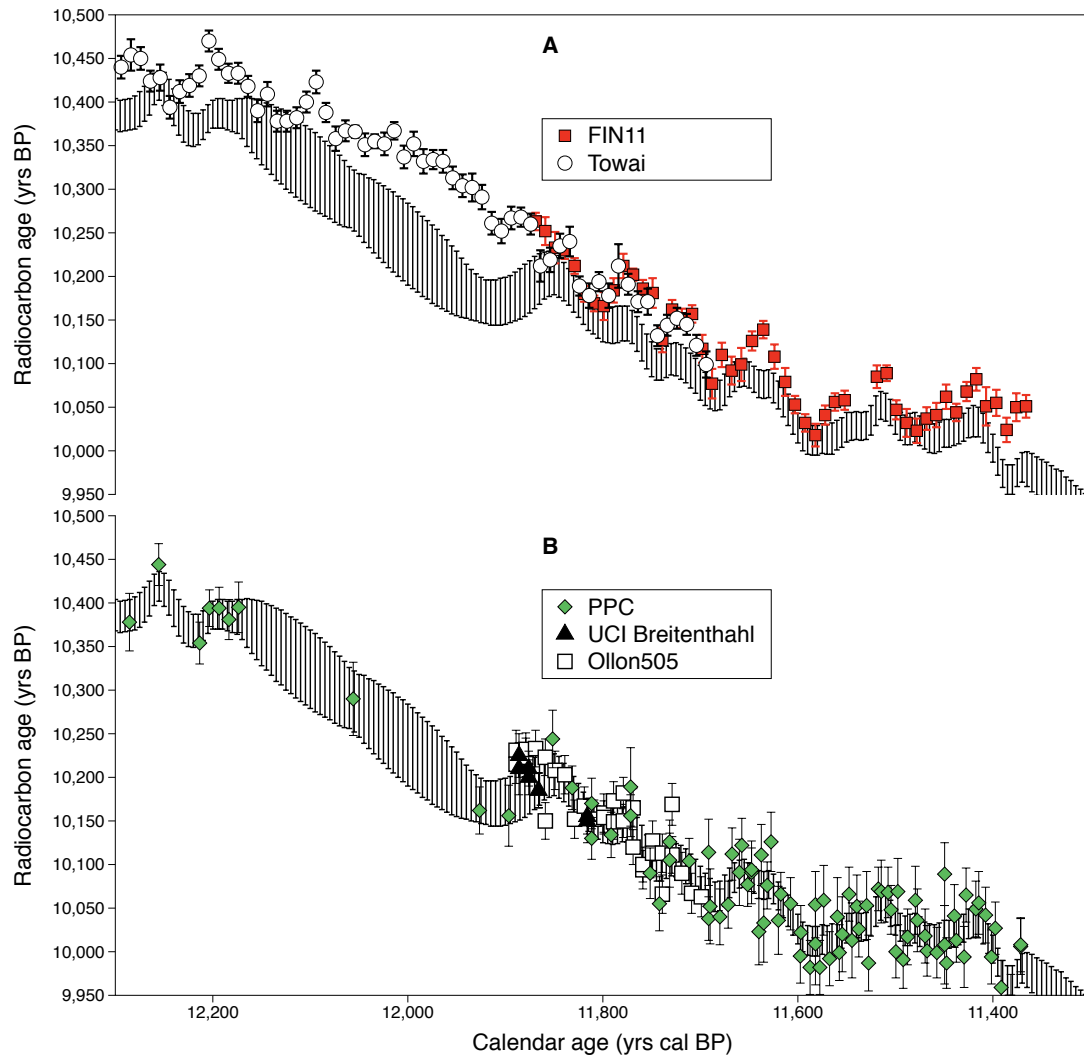 A
Radiocarbon age (yrs BP)
10,500
10,450
10,400
10,350
10,300
10,250
10,200
10,150
10,100
10,050
10,000
9,950
FIN11
Towai
B
Radiocarbon age (yrs BP)
10,500
10,450
10,400
10,350
10,300
10,250
10,200
10,150
10,100
10,050
10,000
9,950
PPC
UCI Breitenthahl
Ollon505
12,200
12,000
11,800
11,600
11,400
Calendar age (yrs cal BP)